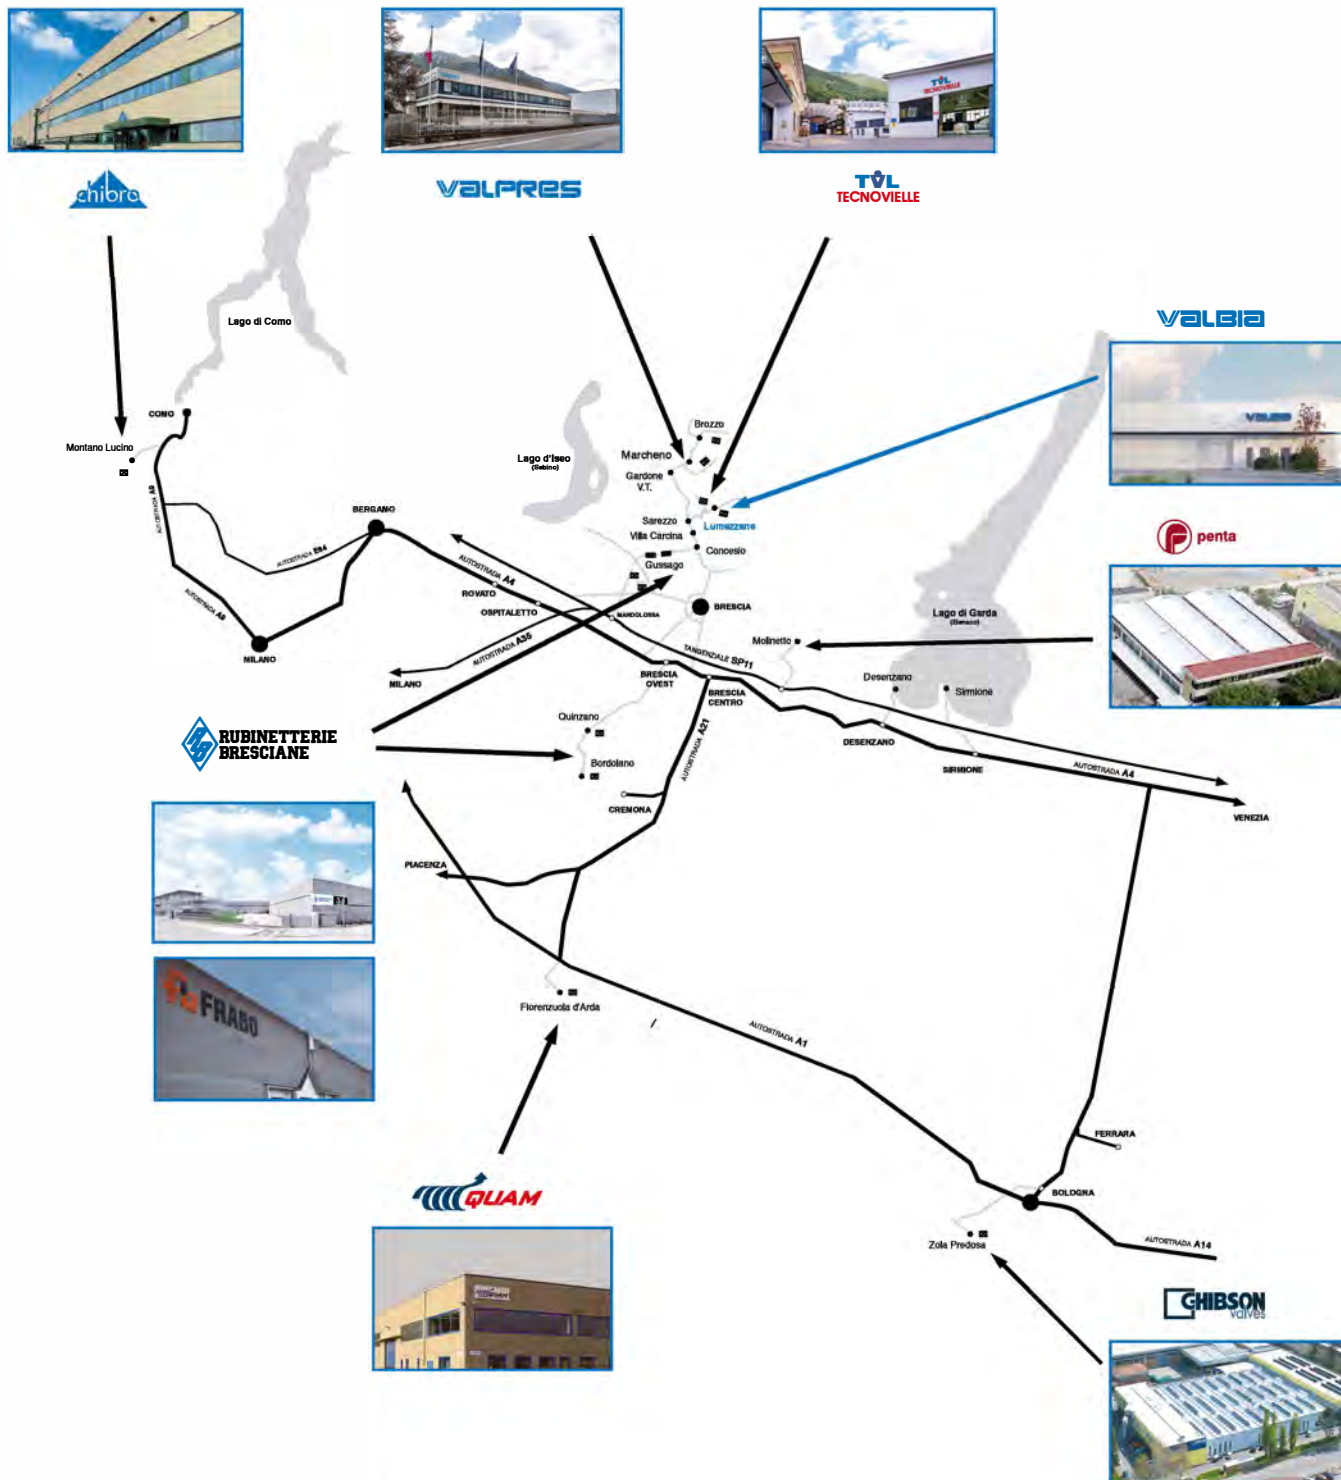 TVL
TECNOVIELLE
chibro
VALPRES
TVL
TECNOVIELLE
VALBIA
VALBIA
Lago di Como
COMO
Montano Lucino
Brozzo
Marcheno
Gardone
V.T.
Lago d'Iseo
(Sebino)
Lumezzane
Sarezzo
Villa Carcina
Concesio
Gussago
BERGAMO
AUTOSTRADA A9
AUTOSTRADA E64
AUTOSTRADA A4
ROVATO
OSPITALETTO
MANDOLOSSA
BRESCIA
penta
Lago di Garda
(Benaco)
AUTOSTRADA A8
MILANO
AUTOSTRADA A35
MILANO
TANGENZIALE SP11
Molinetto
Desenzano
Sirmione
BRESCIA
OVEST
BRESCIA
CENTRO
RUBINETTERIE
BRESCIANE
Quinzano
Bordolano
AUTOSTRADA A21
DESENZANO
SIRMIONE
AUTOSTRADA A4
CREMONA
VENEZIA
PIACENZA
FRABO
Fiorenzuola d'Arda
AUTOSTRADA A1
FERRARA
QUAM
BOLOGNA
Zola Predosa
AUTOSTRADA A14
GHIBSON
valves